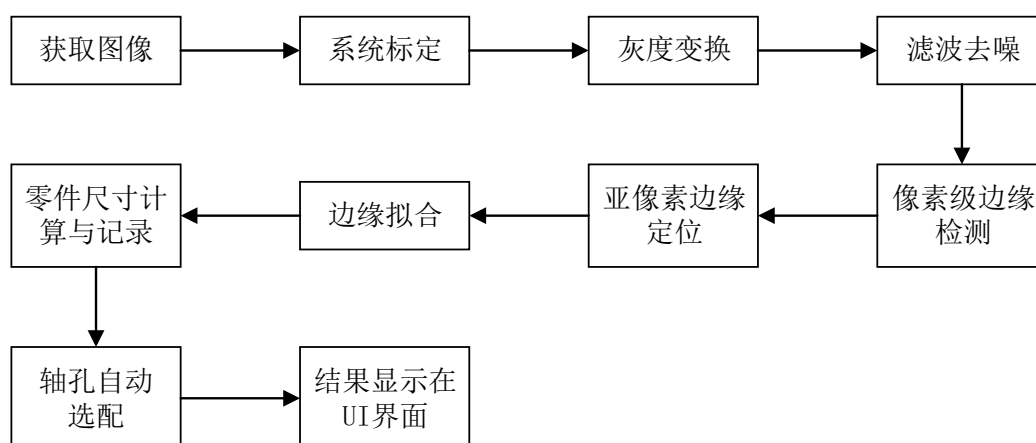 获取图像
系统标定
灰度变换
滤波去噪
零件尺寸计
算与记录
边缘拟合
亚像素边缘
定位
像素级边缘
检测
轴孔自动
选配
结果显示在
UI界面